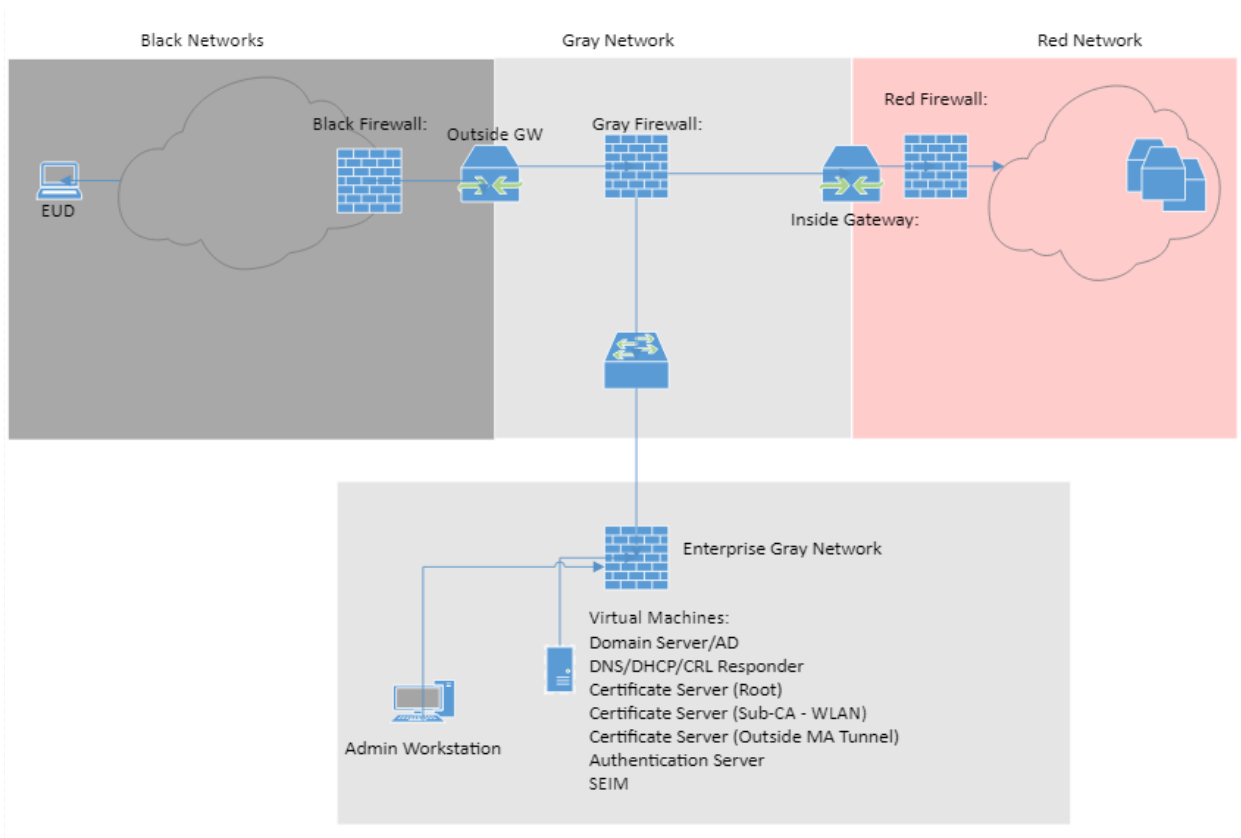 Black Networks
Gray Network
Red Network
Red Firewall:
Black Firewall:
Outside GW
Gray Firewall:
EUD
Inside Gateway:
Enterprise Gray Network
Virtual Machines:
Domain Server/AD
DNS/DHCP/CRL Responder
Certificate Server (Root)
Certificate Server (Sub-CA - WLAN)
Certificate Server (Outside MA Tunnel)
Authentication Server
SEIM
Admin Workstation